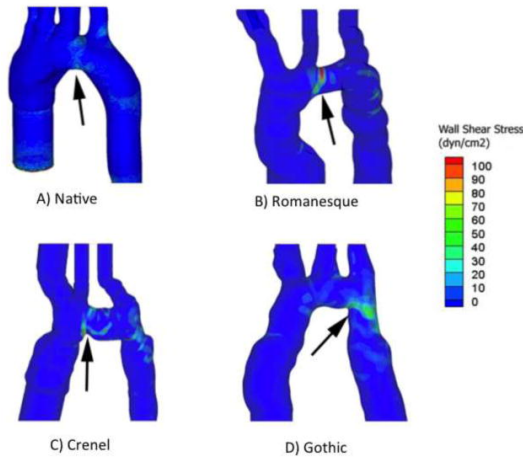 A) Native
B) Romanesque
Wall Shear Stress
(dyn/cm2)
100
90
80
70
60
50
40
30
20
10
0
C) Crenel
D) Gothic